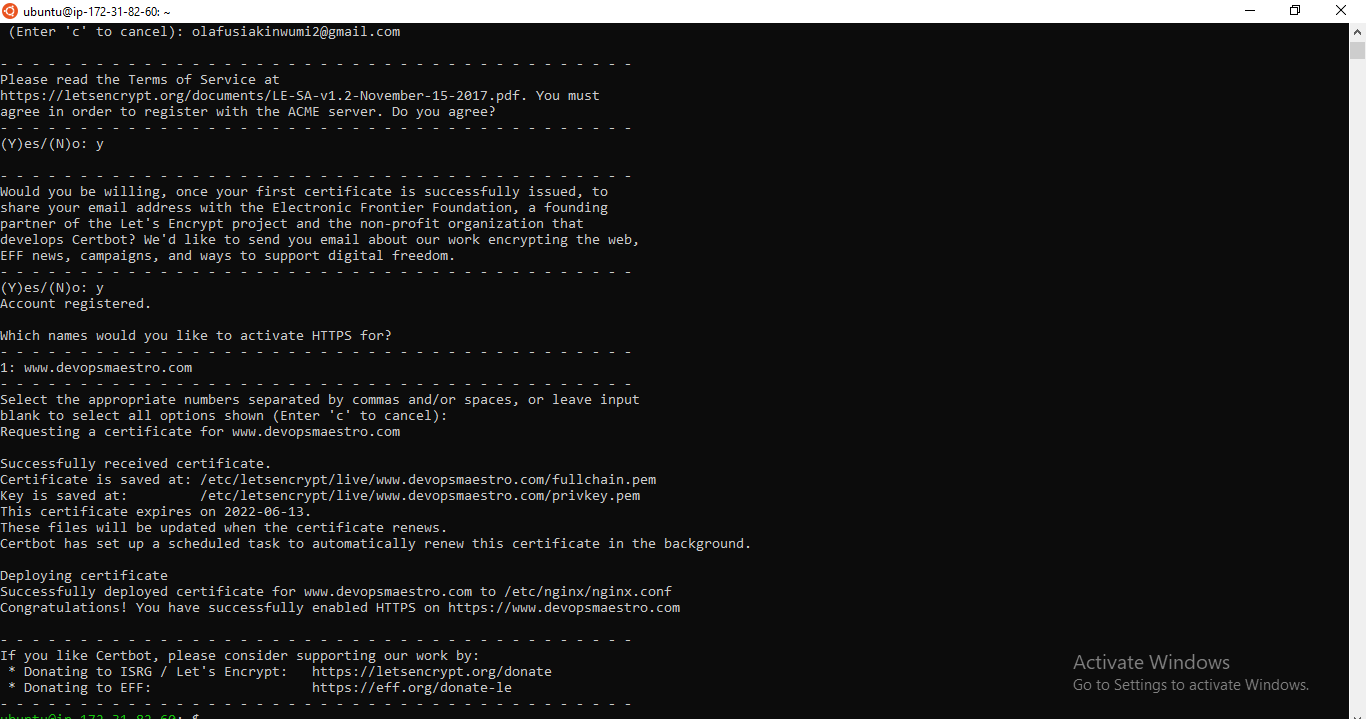 ubuntu@ip-172-31-82-60: ~
(Enter 'c' to cancel): olafusiakinwumi2@gmail.com
- - - - - - - - - - - - - - - - - - - - - - - - - - - - - - - - - - - - - - - -
Please read the Terms of Service at
https://letsencrypt.org/documents/LE-SA-v1.2-November-15-2017.pdf. You must
agree in order to register with the ACME server. Do you agree?
- - - - - - - - - - - - - - - - - - - - - - - - - - - - - - - - - - - - - - - -
(Y)es/(N)o: y
- - - - - - - - - - - - - - - - - - - - - - - - - - - - - - - - - - - - - - - -
Would you be willing, once your first certificate is successfully issued, to
share your email address with the Electronic Frontier Foundation, a founding
partner of the Let's Encrypt project and the non-profit organization that
develops Certbot? We'd like to send you email about our work encrypting the web,
EFF news, campaigns, and ways to support digital freedom.
- - - - - - - - - - - - - - - - - - - - - - - - - - - - - - - - - - - - - - - -
(Y)es/(N)o: y
Account registered.
Which names would you like to activate HTTPS for?
- - - - - - - - - - - - - - - - - - - - - - - - - - - - - - - - - - - - - - - -
1: www.devopsmaestro.com
- - - - - - - - - - - - - - - - - - - - - - - - - - - - - - - - - - - - - - - -
Select the appropriate numbers separated by commas and/or spaces, or leave input
blank to select all options shown (Enter 'c' to cancel):
Requesting a certificate for www.devopsmaestro.com
Successfully received certificate.
Certificate is saved at: /etc/letsencrypt/live/www.devopsmaestro.com/fullchain.pem
Key is saved at:         /etc/letsencrypt/live/www.devopsmaestro.com/privkey.pem
This certificate expires on 2022-06-13.
These files will be updated when the certificate renews.
Certbot has set up a scheduled task to automatically renew this certificate in the background.
Deploying certificate
Successfully deployed certificate for www.devopsmaestro.com to /etc/nginx/nginx.conf
Congratulations! You have successfully enabled HTTPS on https://www.devopsmaestro.com
- - - - - - - - - - - - - - - - - - - - - - - - - - - - - - - - - - - - - - - -
If you like Certbot, please consider supporting our work by:
* Donating to ISRG / Let's Encrypt:   https://letsencrypt.org/donate
* Donating to EFF:                    https://eff.org/donate-le
- - - - - - - - - - - - - - - - - - - - - - - - - - - - - - - - - - - - - - - -
ubuntu@ip-172-31-82-60: $
Activate Windows
Go to Settings to activate Windows.